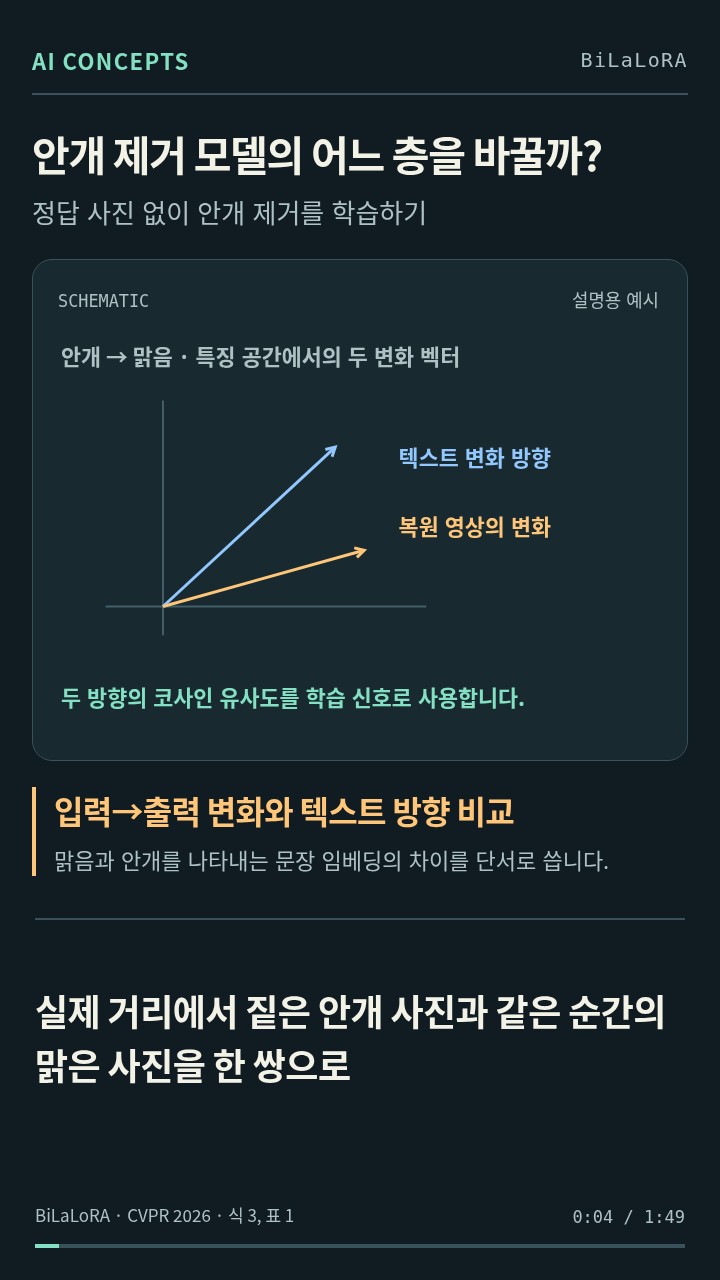 AI CONCEPTS
BiLaLoRA
안개 제거 모델의 어느 층을 바꿀까?
정답 사진 없이 안개 제거를 학습하기
SCHEMATIC
설명용 예시
안개 → 맑음 · 특징 공간에서의 두 변화 벡터
텍스트 변화 방향
복원 영상의 변화
두 방향의 코사인 유사도를 학습 신호로 사용합니다.
입력→출력 변화와 텍스트 방향 비교
맑음과 안개를 나타내는 문장 임베딩의 차이를 단서로 씁니다.
실제 거리에서 짙은 안개 사진과 같은 순간의
맑은 사진을 한 쌍으로
BiLaLoRA · CVPR 2026 · 식 3, 표 1
0:04 / 1:49